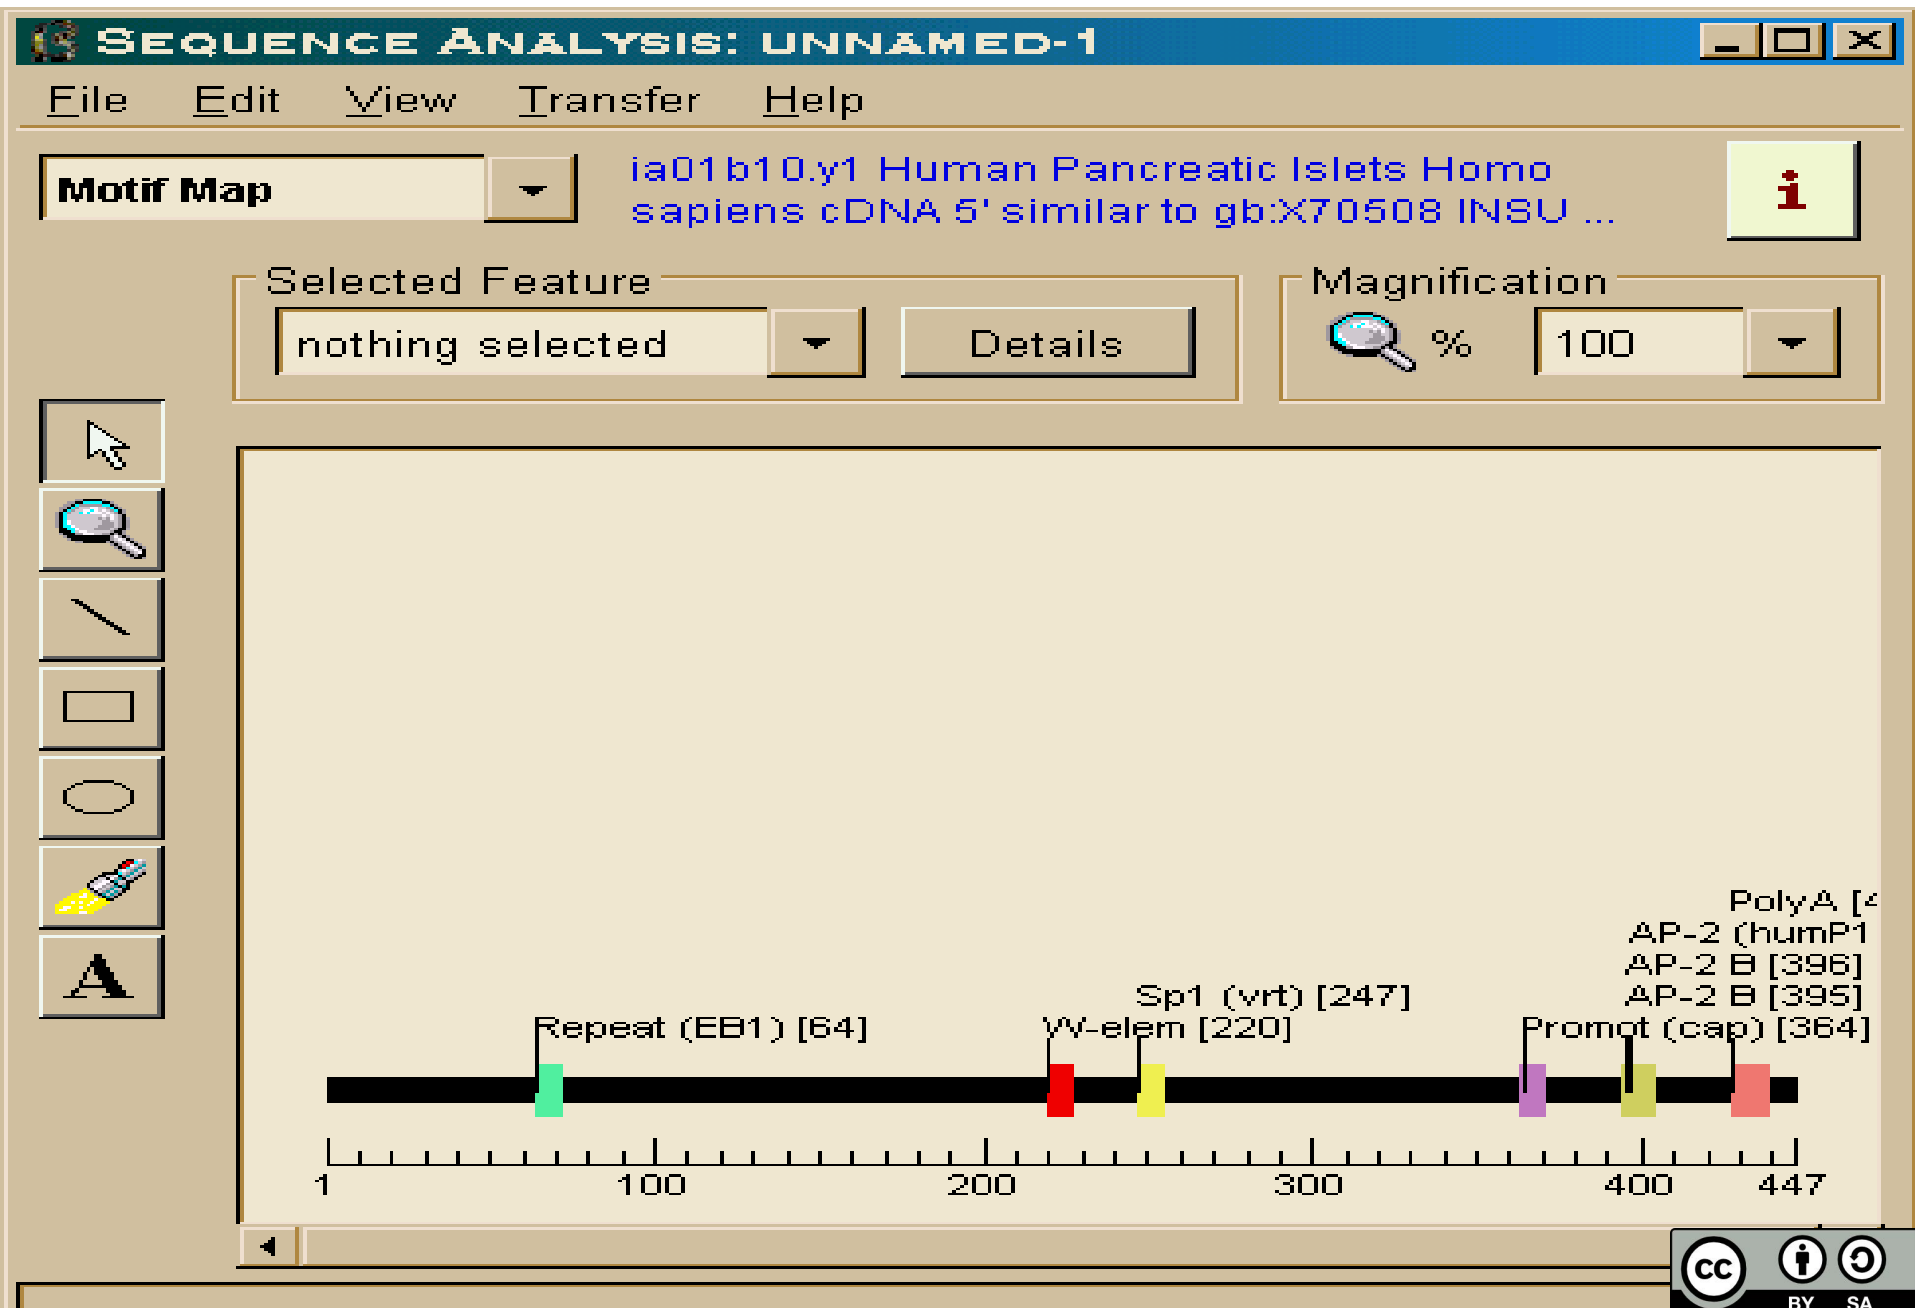 SEQUENCE ANALYSIS: UNNAMED-1
File Edit View Transfer Help
Motif Map
ia01b10.y1 Human Pancreatic Islets Homo
sapiens cDNA 5' similar to gb:X70508 INSU ...
i
Selected Feature
nothing selected
Details
Magnification
%
100
A
PolyA [4
AP-2 (humP1
AP-2 B [396]
AP-2 B [395]
Sp1 (vrt) [247]
Repeat (EB1) [64] W-elem [220] Promot (cap) [364]
1 100 200 300 400 447
cc
BY SA